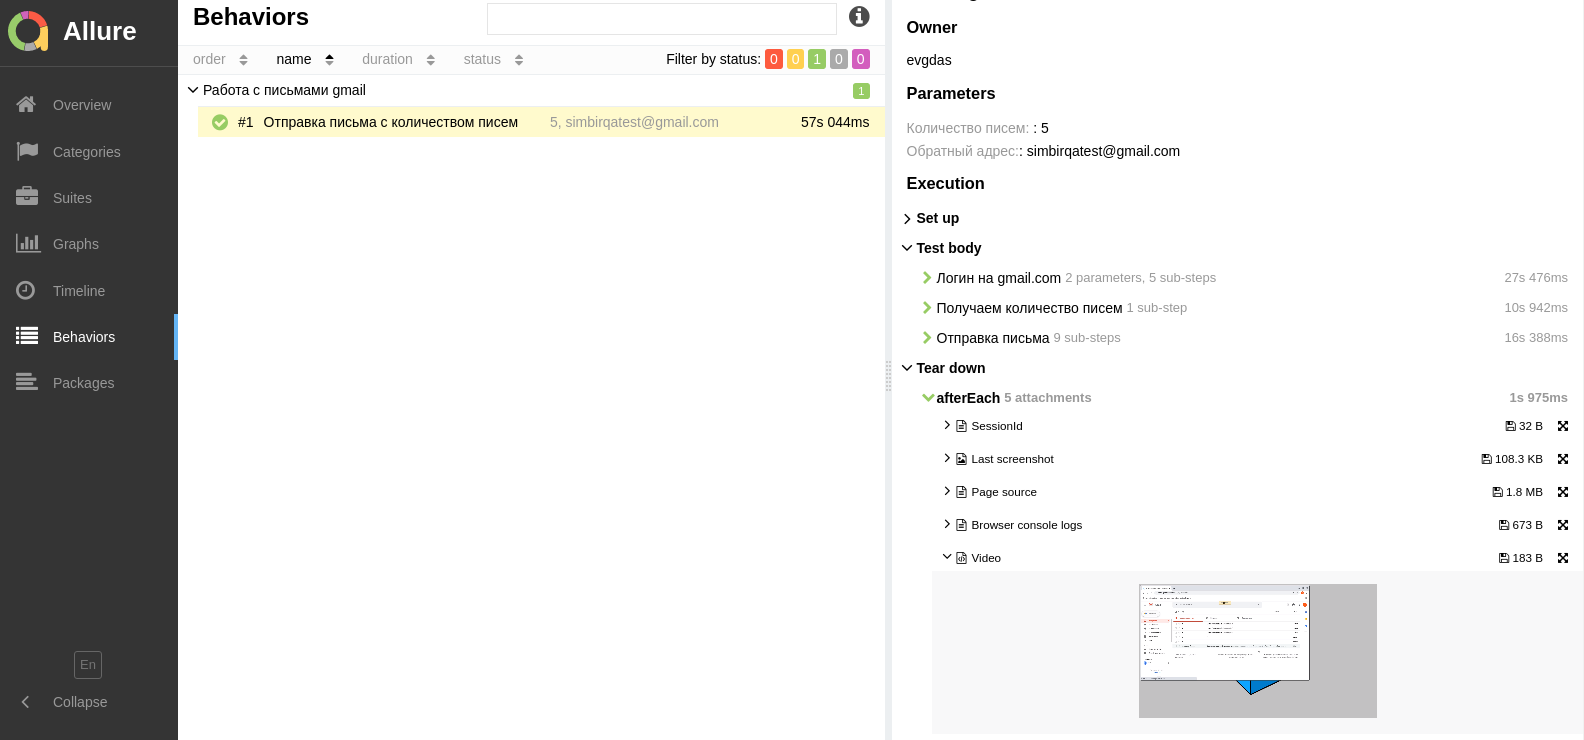 Allure
Overview
Categories
Suites
Graphs
Timeline
Behaviors
Packages
En
Collapse
Behaviors
order name duration status Filter by status: 0 0 1 0 0
Работа с письмами gmail 1
#1 Отправка письма с количеством писем 5, simbirqatest@gmail.com 57s 044ms
Owner
evgdas
Parameters
Количество писем: : 5
Обратный адрес:: simbirqatest@gmail.com
Execution
Set up
Test body
Логин на gmail.com 2 parameters, 5 sub-steps 27s 476ms
Получаем количество писем 1 sub-step 10s 942ms
Отправка письма 9 sub-steps 16s 388ms
Tear down
afterEach 5 attachments 1s 975ms
SessionId 32 B
Last screenshot 108.3 KB
Page source 1.8 MB
Browser console logs 673 B
Video 183 B